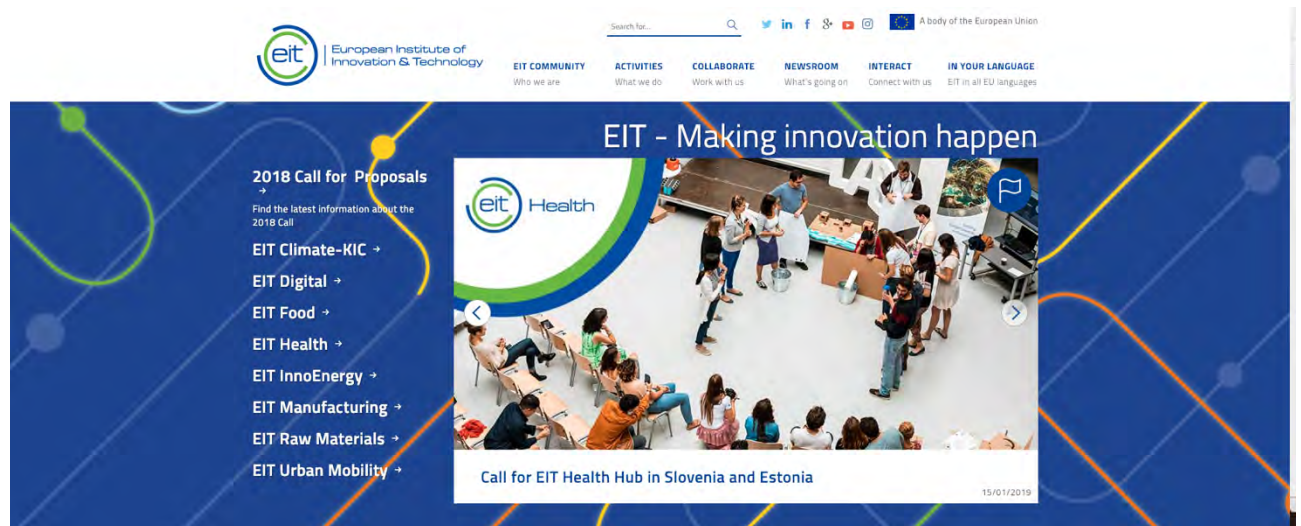 Search for...
A body of the European Union
eit
European Institute of
Innovation & Technology
EIT COMMUNITY
Who we are
ACTIVITIES
What we do
COLLABORATE
Work with us
NEWSROOM
What's going on
INTERACT
Connect with us
IN YOUR LANGUAGE
EIT in all EU languages
EIT - Making innovation happen
2018 Call for Proposals
Find the latest information about the
2018 Call
EIT Climate-KIC
EIT Digital
EIT Food
EIT Health
EIT InnoEnergy
EIT Manufacturing
EIT Raw Materials
EIT Urban Mobility
eit Health
Call for EIT Health Hub in Slovenia and Estonia
15/01/2019